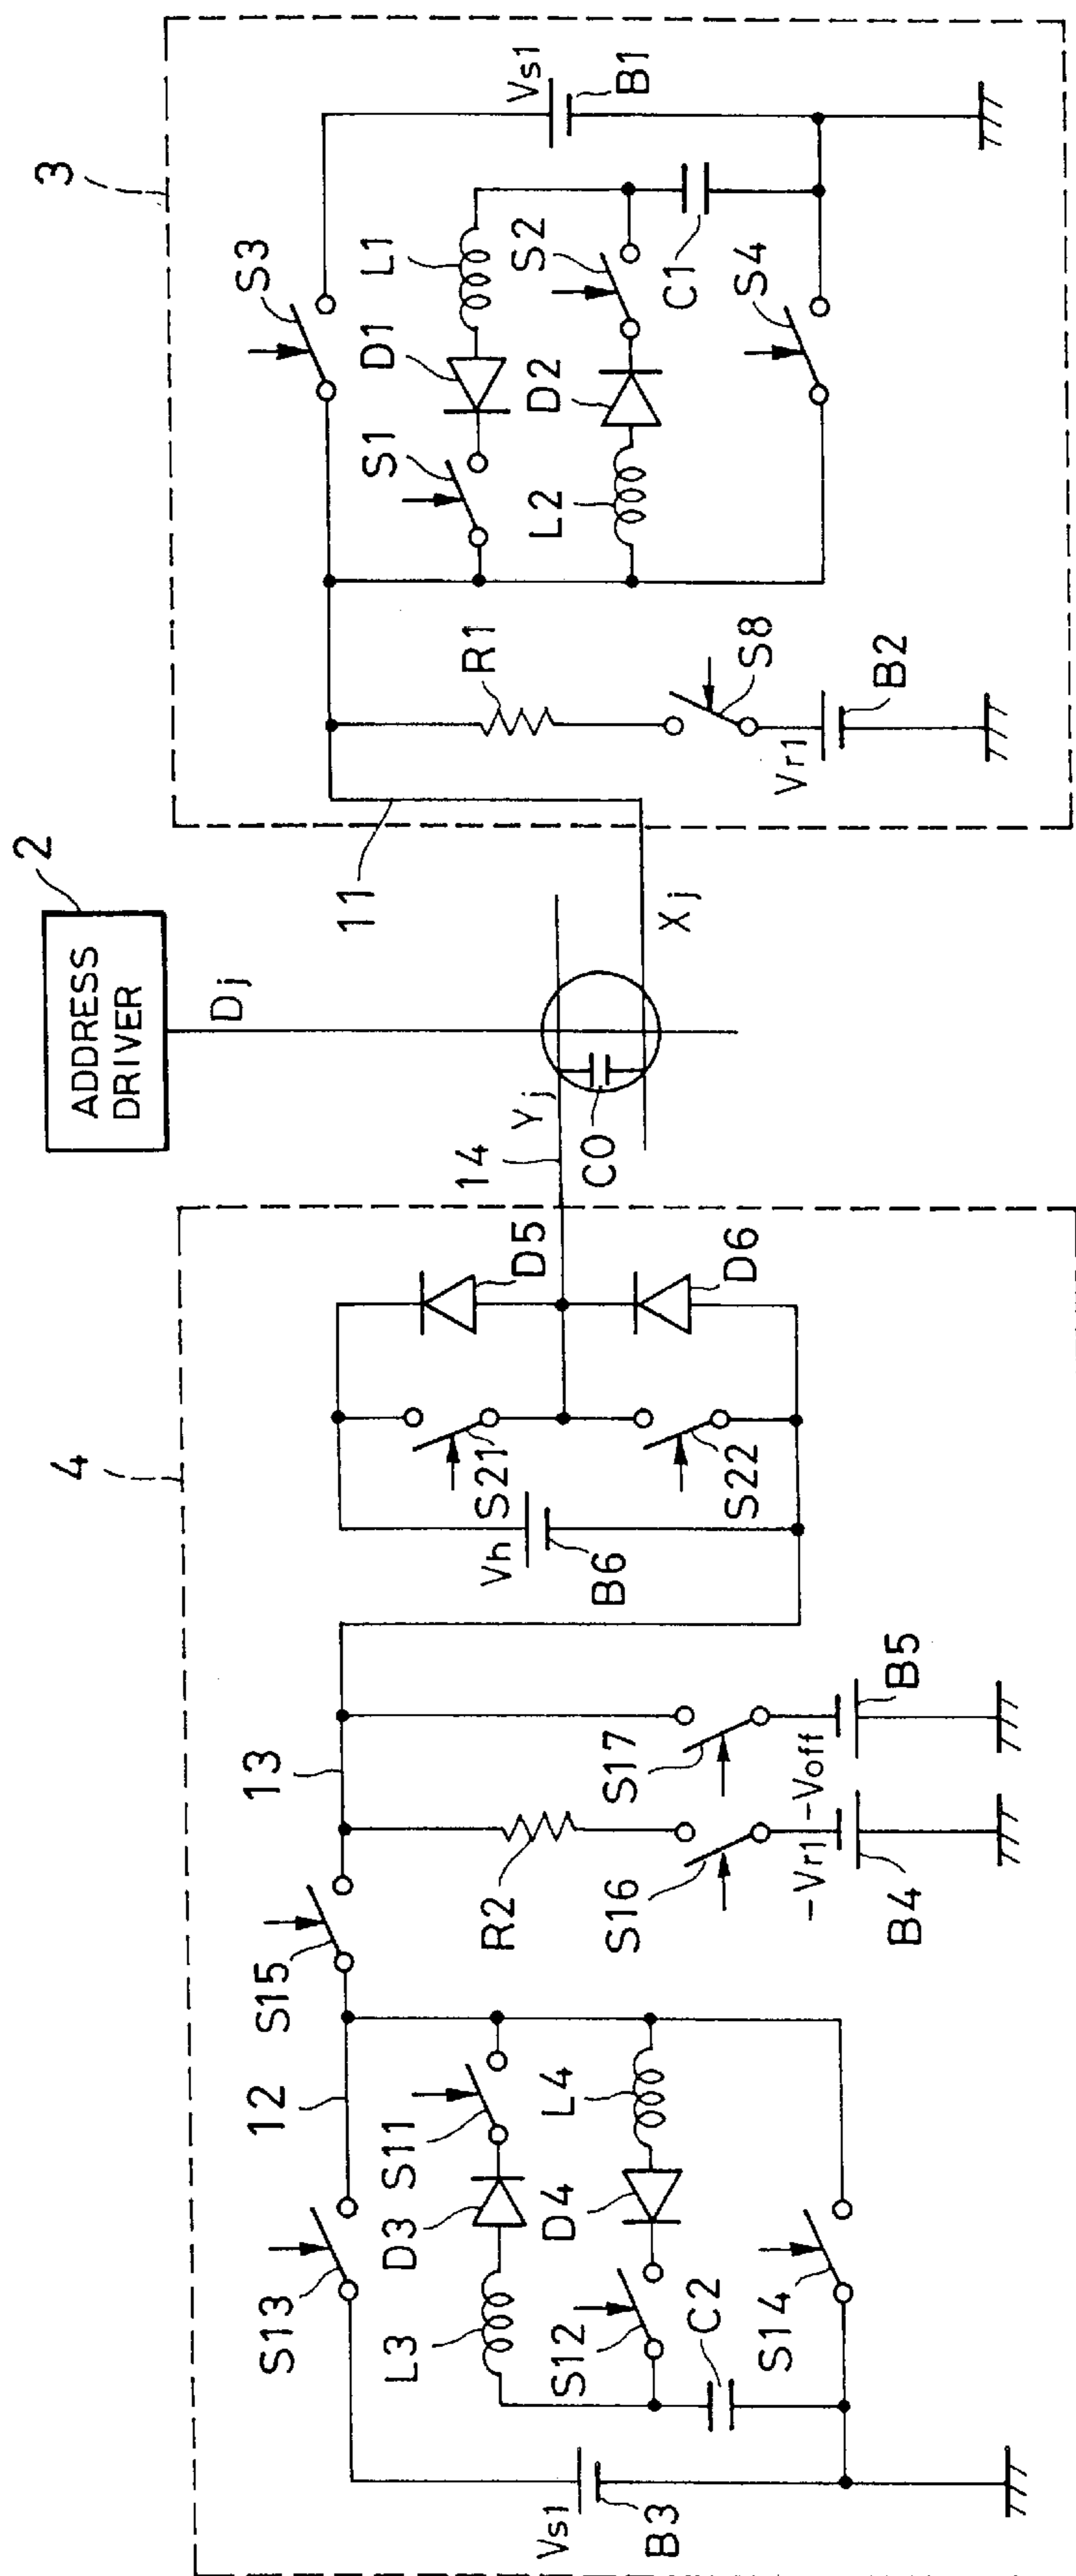 3
S3
Vs1
B1
L1
D1
S1
S2
D2
L2
C1
S4
R1
S8
Vr1
B2
11
2
ADDRESS
DRIVER
Dj
Xj
Yj
C0
14
4
D5
D6
S21
S22
Vh
B6
13
S15
R2
S17
S16
-Voff
-Vr1
B5
B4
12
S13
S11
D3
L3
L4
D4
S12
C2
S14
Vs1
B3